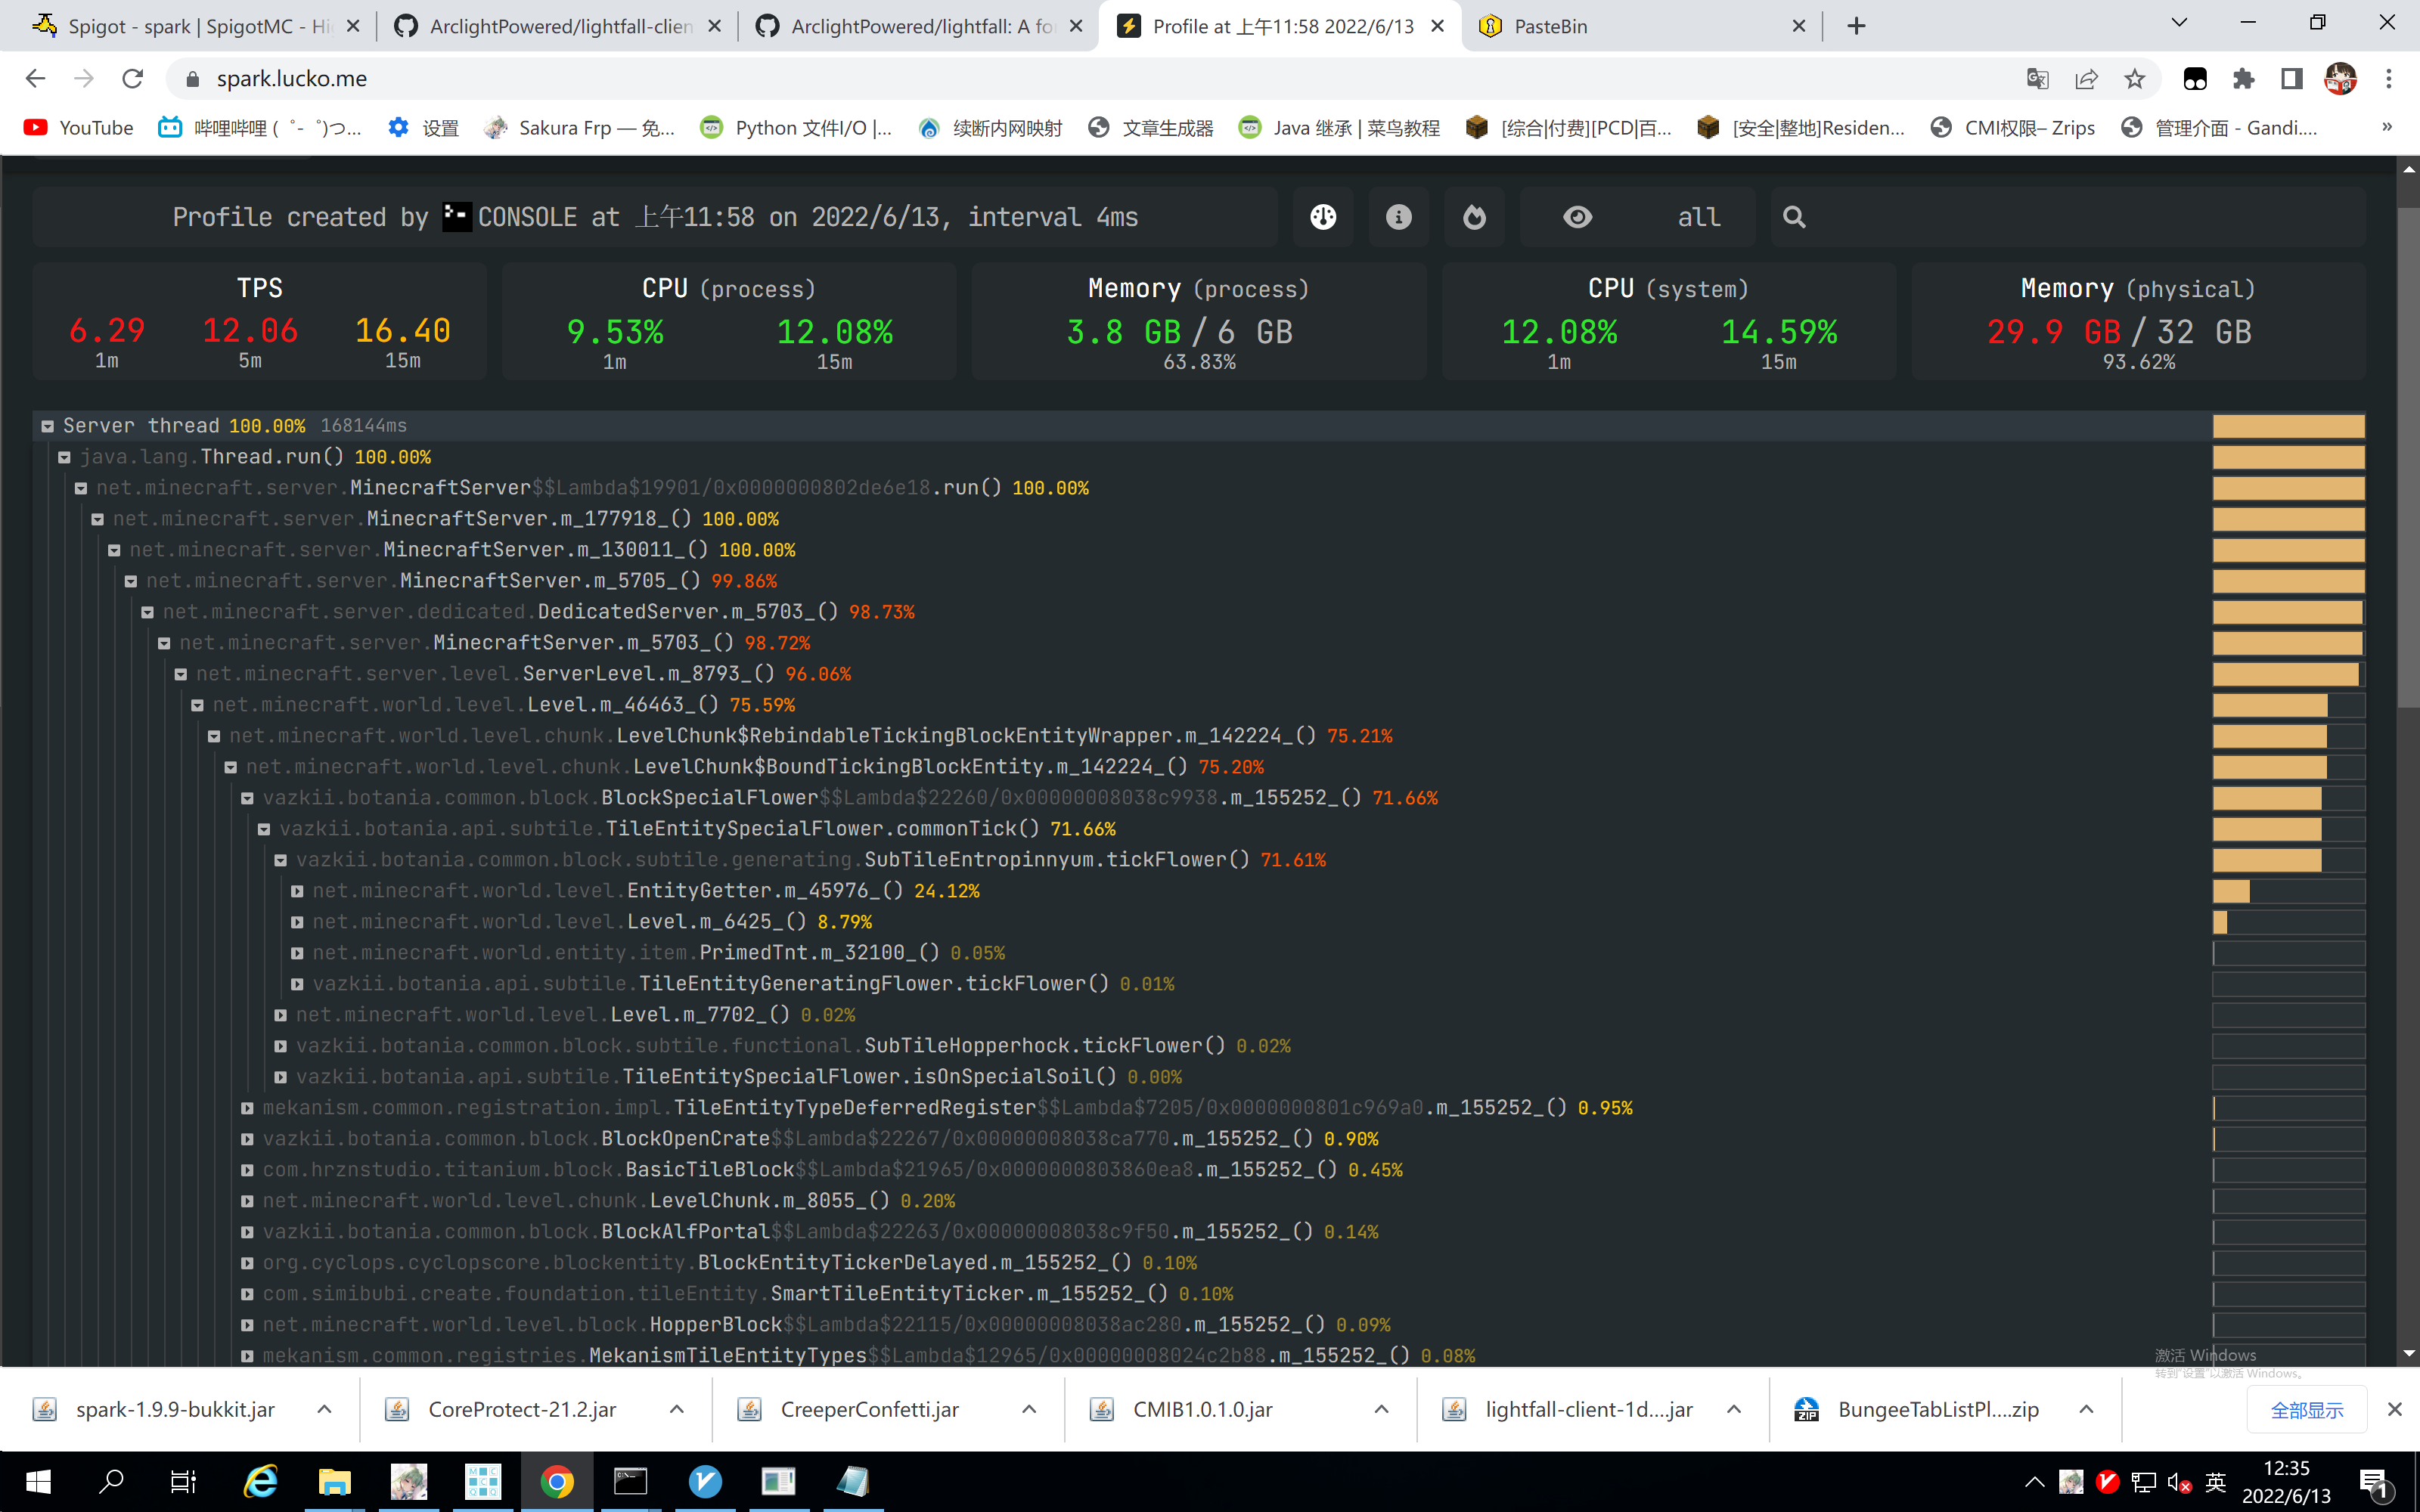 Spigot - spark | SpigotMC - Hi
ArclightPowered/lightfall-clien
ArclightPowered/lightfall: A fo
Profile at 上午11:58 2022/6/13
PasteBin
spark.lucko.me
YouTube
哔哩哔哩 ( ゜- ゜)つ...
设置
Sakura Frp — 免...
Python 文件I/O |...
续断内网映射
文章生成器
Java 继承 | 菜鸟教程
[综合|付费][PCD|百...
[安全|整地]Residen...
CMI权限– Zrips
管理介面 - Gandi....
»
Profile created by CONSOLE at 上午11:58 on 2022/6/13, interval 4ms
all
TPS
6.29 12.06 16.40
1m 5m 15m
CPU (process)
9.53% 12.08%
1m 15m
Memory (process)
3.8 GB / 6 GB
63.83%
CPU (system)
12.08% 14.59%
1m 15m
Memory (physical)
29.9 GB / 32 GB
93.62%
Server thread 100.00% 168144ms
java.lang.Thread.run() 100.00%
net.minecraft.server.MinecraftServer$$Lambda$19901/0x0000000802de6e18.run() 100.00%
net.minecraft.server.MinecraftServer.m_177918_() 100.00%
net.minecraft.server.MinecraftServer.m_130011_() 100.00%
net.minecraft.server.MinecraftServer.m_5705_() 99.86%
net.minecraft.server.dedicated.DedicatedServer.m_5703_() 98.73%
net.minecraft.server.MinecraftServer.m_5703_() 98.72%
net.minecraft.server.level.ServerLevel.m_8793_() 96.06%
net.minecraft.world.level.Level.m_46463_() 75.59%
net.minecraft.world.level.chunk.LevelChunk$RebindableTickingBlockEntityWrapper.m_142224_() 75.21%
net.minecraft.world.level.chunk.LevelChunk$BoundTickingBlockEntity.m_142224_() 75.20%
vazkii.botania.common.block.BlockSpecialFlower$$Lambda$22260/0x00000008038c9938.m_155252_() 71.66%
vazkii.botania.api.subtile.TileEntitySpecialFlower.commonTick() 71.66%
vazkii.botania.common.block.subtile.generating.SubTileEntropinnyum.tickFlower() 71.61%
net.minecraft.world.level.EntityGetter.m_45976_() 24.12%
net.minecraft.world.level.Level.m_6425_() 8.79%
net.minecraft.world.entity.item.PrimedTnt.m_32100_() 0.05%
vazkii.botania.api.subtile.TileEntityGeneratingFlower.tickFlower() 0.01%
net.minecraft.world.level.Level.m_7702_() 0.02%
vazkii.botania.common.block.subtile.functional.SubTileHopperhock.tickFlower() 0.02%
vazkii.botania.api.subtile.TileEntitySpecialFlower.isOnSpecialSoil() 0.00%
mekanism.common.registration.impl.TileEntityTypeDeferredRegister$$Lambda$7205/0x0000000801c969a0.m_155252_() 0.95%
vazkii.botania.common.block.BlockOpenCrate$$Lambda$22267/0x00000008038ca770.m_155252_() 0.90%
com.hrznstudio.titanium.block.BasicTileBlock$$Lambda$21965/0x0000000803860ea8.m_155252_() 0.45%
net.minecraft.world.level.chunk.LevelChunk.m_8055_() 0.20%
vazkii.botania.common.block.BlockAlfPortal$$Lambda$22263/0x00000008038c9f50.m_155252_() 0.14%
org.cyclops.cyclopscore.blockentity.BlockEntityTickerDelayed.m_155252_() 0.10%
com.simibubi.create.foundation.tileEntity.SmartTileEntityTicker.m_155252_() 0.10%
net.minecraft.world.level.block.HopperBlock$$Lambda$22115/0x00000008038ac280.m_155252_() 0.09%
mekanism.common.registries.MekanismTileEntityTypes$$Lambda$12965/0x00000008024c2b88.m_155252_() 0.08%
激活 Windows
转到"设置"以激活 Windows。
spark-1.9.9-bukkit.jar
CoreProtect-21.2.jar
CreeperConfetti.jar
CMIB1.0.1.0.jar
lightfall-client-1d....jar
BungeeTabListPl....zip
全部显示
英
12:35
2022/6/13
1